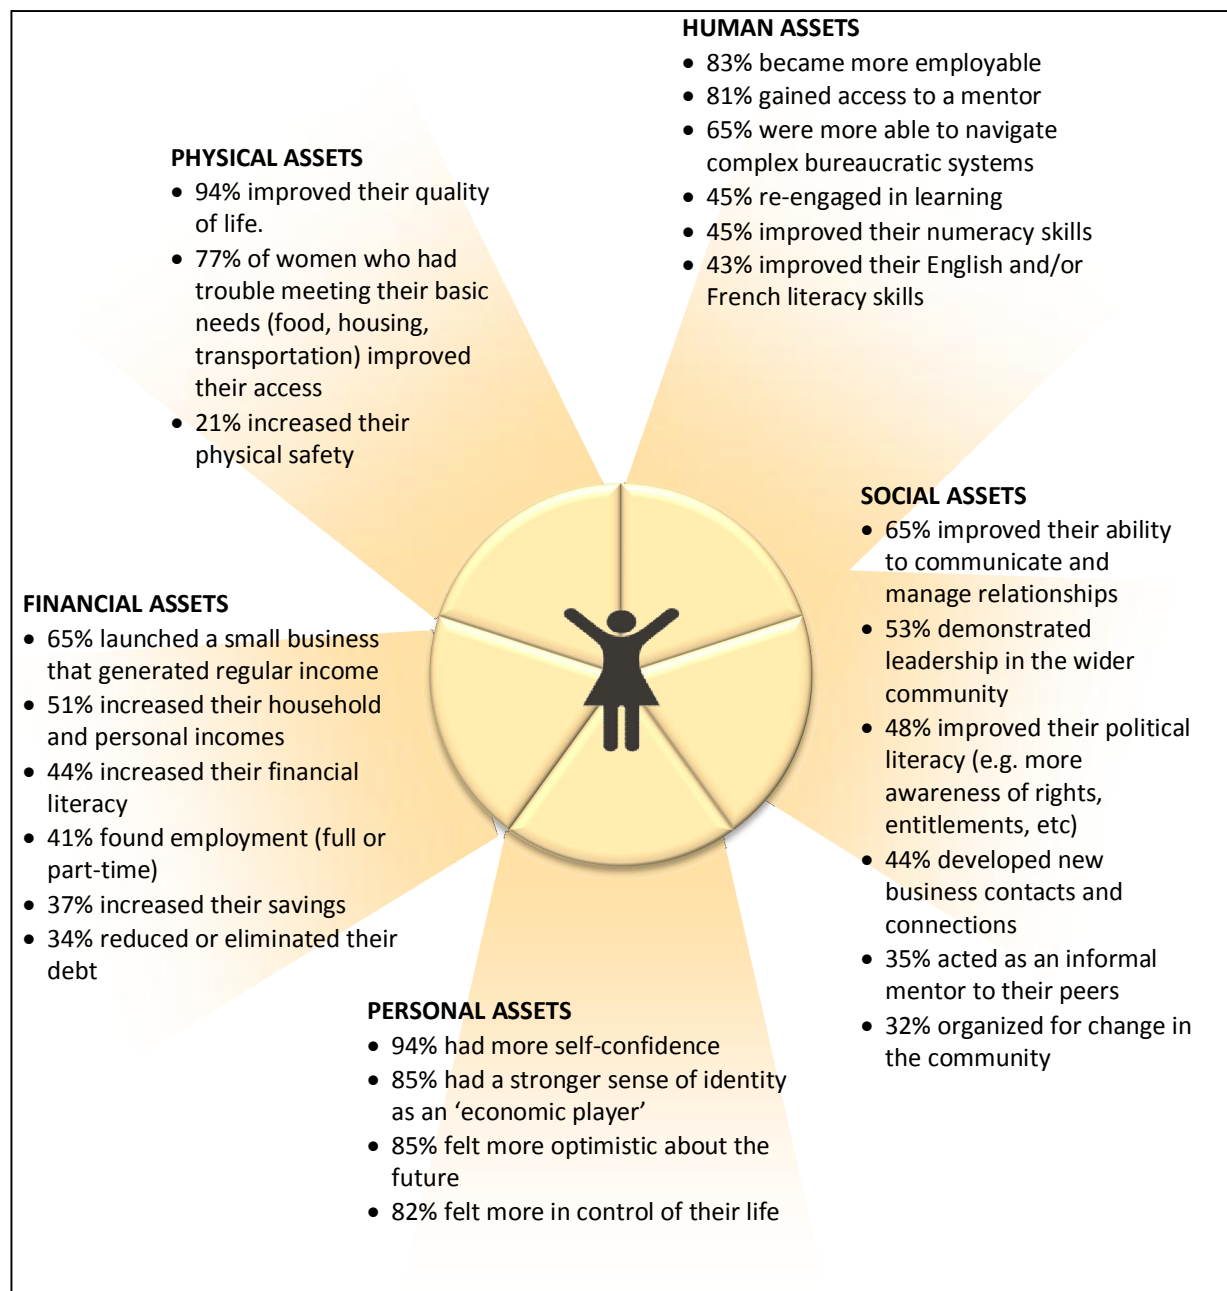 HUMAN ASSETS
• 83% became more employable
• 81% gained access to a mentor
• 65% were more able to navigate
complex bureaucratic systems
• 45% re-engaged in learning
• 45% improved their numeracy skills
• 43% improved their English and/or
French literacy skills
PHYSICAL ASSETS
• 94% improved their quality
of life.
• 77% of women who had
trouble meeting their basic
needs (food, housing,
transportation) improved
their access
• 21% increased their
physical safety
SOCIAL ASSETS
• 65% improved their ability
to communicate and
manage relationships
• 53% demonstrated
leadership in the wider
community
• 48% improved their political
literacy (e.g. more
awareness of rights,
entitlements, etc)
• 44% developed new
business contacts and
connections
• 35% acted as an informal
mentor to their peers
• 32% organized for change in
the community
FINANCIAL ASSETS
• 65% launched a small business
that generated regular income
• 51% increased their household
and personal incomes
• 44% increased their financial
literacy
• 41% found employment (full or
part-time)
• 37% increased their savings
• 34% reduced or eliminated their
debt
PERSONAL ASSETS
• 94% had more self-confidence
• 85% had a stronger sense of identity
as an ‘economic player’
• 85% felt more optimistic about the
future
• 82% felt more in control of their life